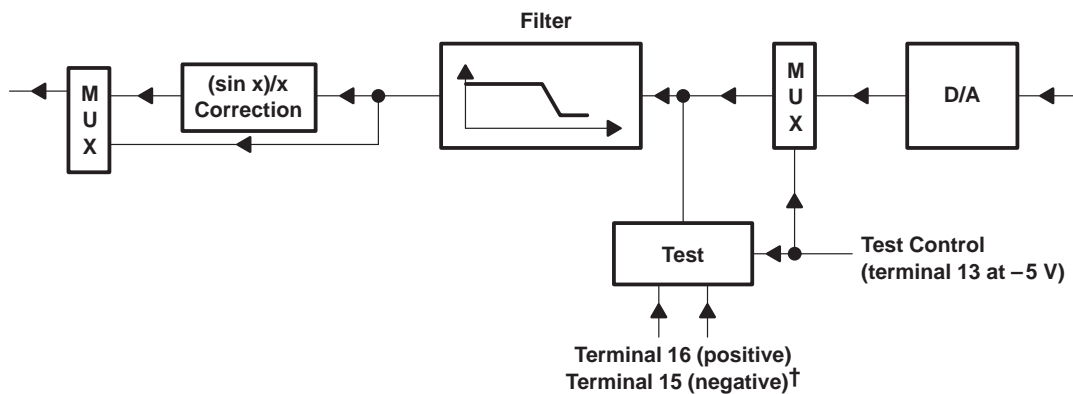 Filter
M
U
X
(sin x)/x
Correction
M
U
X
D/A
Test
Test Control
(terminal 13 at –5 V)
Terminal 16 (positive)
Terminal 15 (negative)†